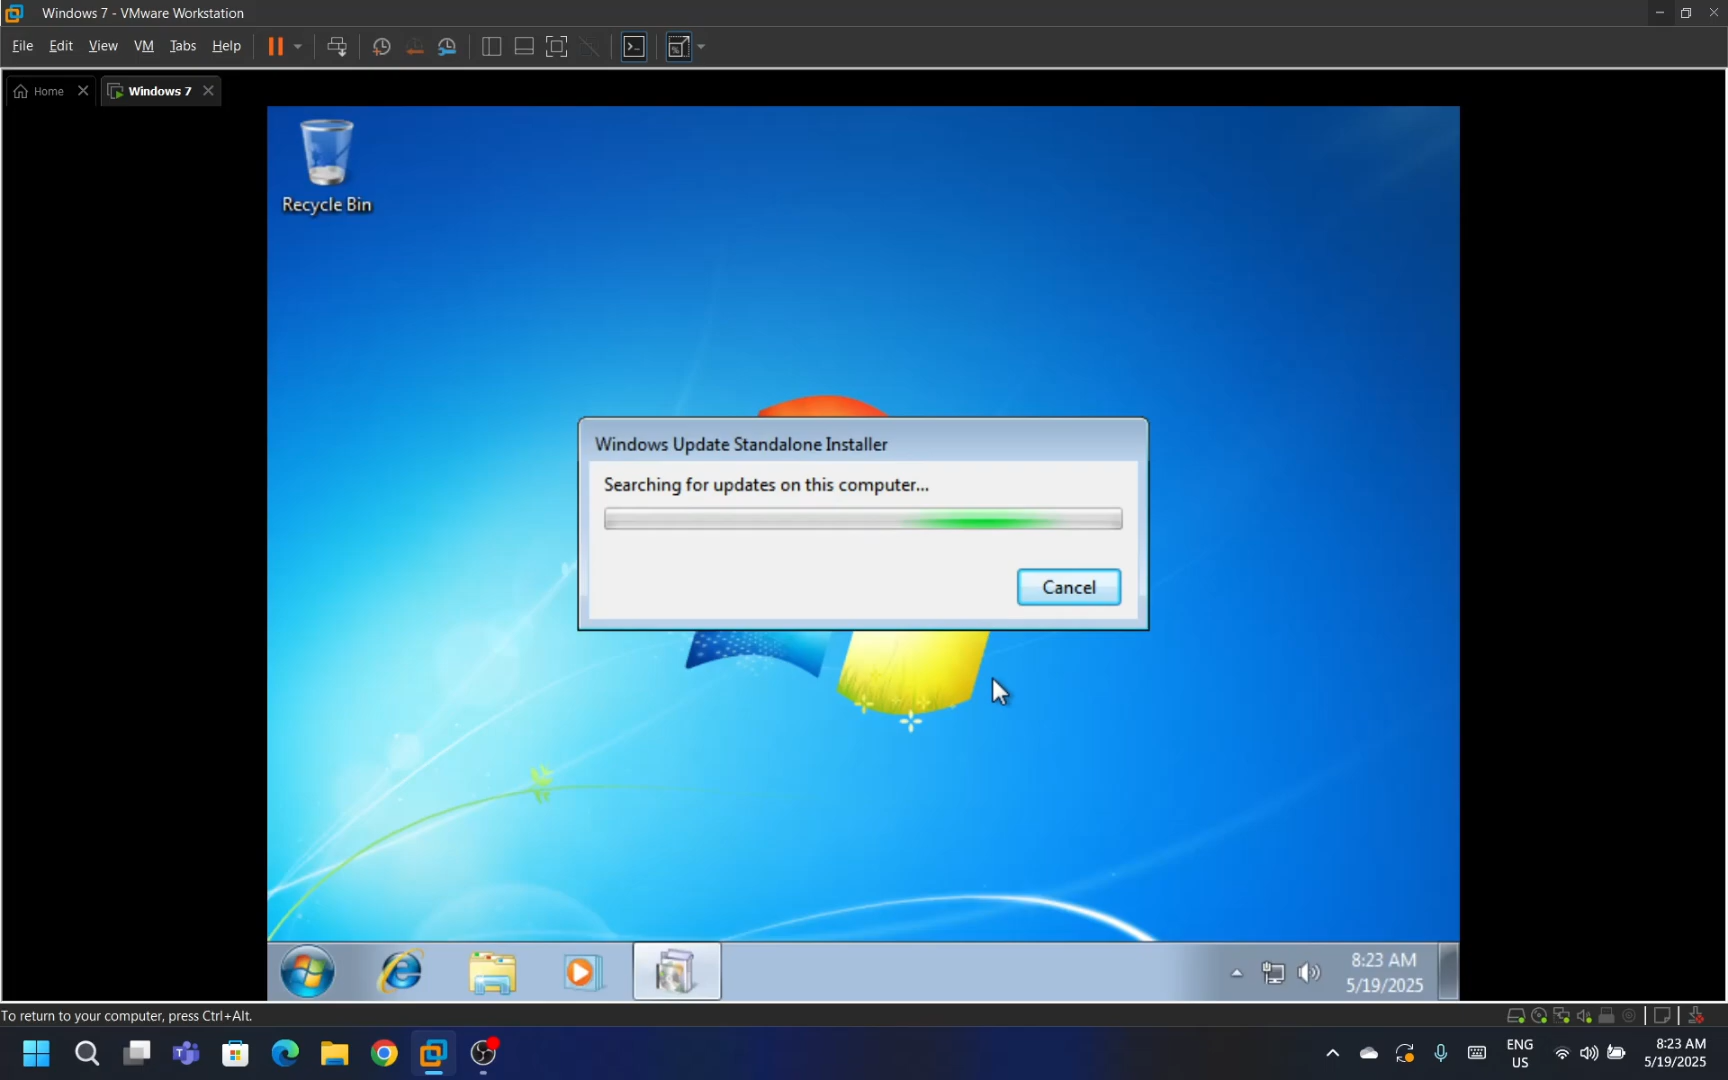 Windows 7 - VMware Workstation
File Edit View VM Tabs Help
Home Windows 7
Recycle Bin
Windows Update Standalone Installer
Searching for updates on this computer...
Cancel
8:23 AM
5/19/2025
To return to your computer, press Ctrl+Alt.
ENG
US
8:23 AM
5/19/2025